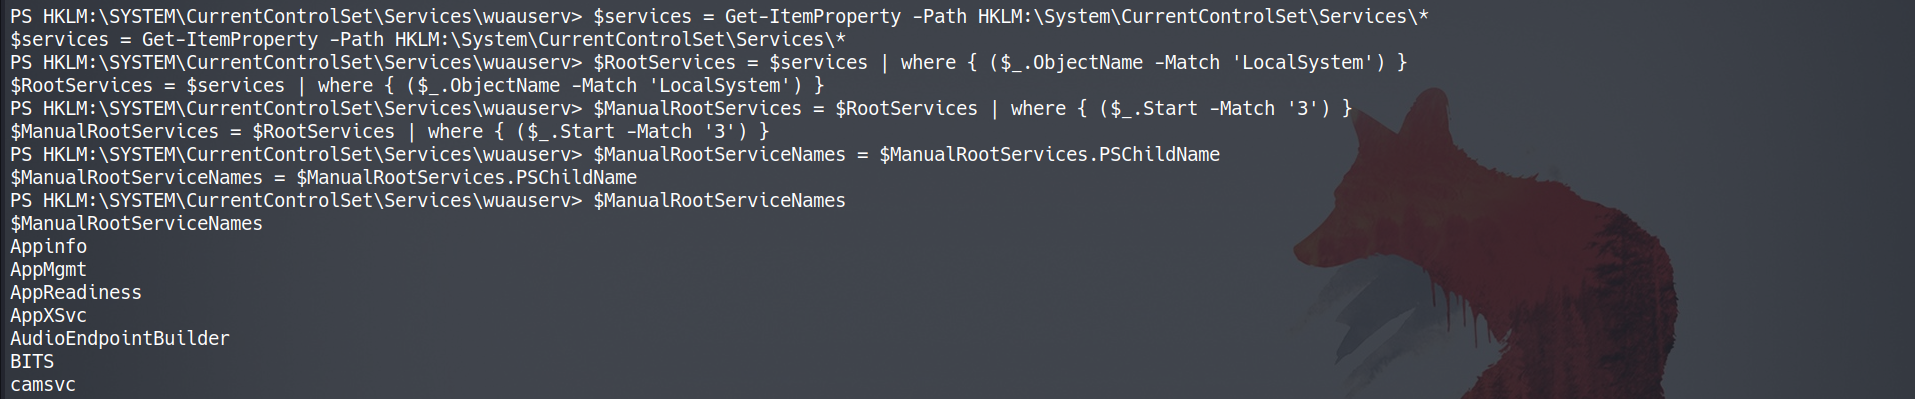 PS HKLM:\SYSTEM\CurrentControlSet\Services\wuauserv> $services = Get-ItemProperty -Path HKLM:\System\CurrentControlSet\Services\*
$services = Get-ItemProperty -Path HKLM:\System\CurrentControlSet\Services\*
PS HKLM:\SYSTEM\CurrentControlSet\Services\wuauserv> $RootServices = $services | where { ($_.ObjectName -Match 'LocalSystem') }
$RootServices = $services | where { ($_.ObjectName -Match 'LocalSystem') }
PS HKLM:\SYSTEM\CurrentControlSet\Services\wuauserv> $ManualRootServices = $RootServices | where { ($_.Start -Match '3') }
$ManualRootServices = $RootServices | where { ($_.Start -Match '3') }
PS HKLM:\SYSTEM\CurrentControlSet\Services\wuauserv> $ManualRootServiceNames = $ManualRootServices.PSChildName
$ManualRootServiceNames = $ManualRootServices.PSChildName
PS HKLM:\SYSTEM\CurrentControlSet\Services\wuauserv> $ManualRootServiceNames
$ManualRootServiceNames
Appinfo
AppMgmt
AppReadiness
AppXSvc
AudioEndpointBuilder
BITS
camsvc